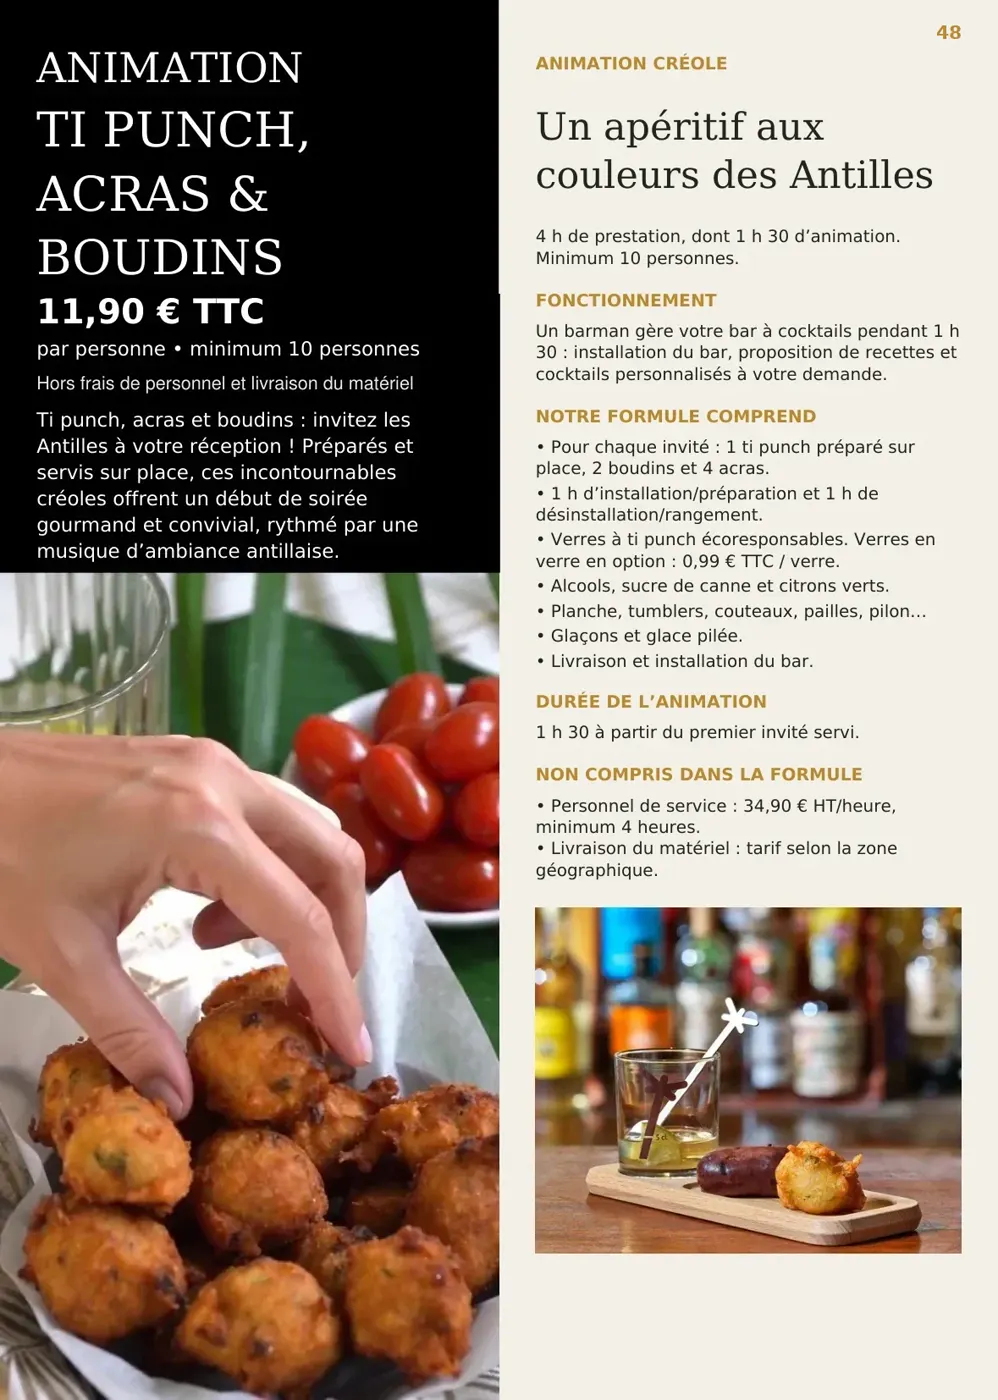 ANIMATION
TI PUNCH,
ACRAS &
BOUDINS
11,90 € TTC
par personne • minimum 10 personnes
Hors frais de personnel et livraison du matériel
Ti punch, acras et boudins : invitez les
Antilles à votre réception ! Préparés et
servis sur place, ces incontournables
créoles offrent un début de soirée
gourmand et convivial, rythmé par une
musique d’ambiance antillaise.
48
ANIMATION CRÉOLE
Un apéritif aux
couleurs des Antilles
4 h de prestation, dont 1 h 30 d’animation.
Minimum 10 personnes.
FONCTIONNEMENT
Un barman gère votre bar à cocktails pendant 1 h
30 : installation du bar, proposition de recettes et
cocktails personnalisés à votre demande.
NOTRE FORMULE COMPREND
• Pour chaque invité : 1 ti punch préparé sur
place, 2 boudins et 4 acras.
• 1 h d’installation/préparation et 1 h de
désinstallation/rangement.
• Verres à ti punch écoresponsables. Verres en
verre en option : 0,99 € TTC / verre.
• Alcools, sucre de canne et citrons verts.
• Planche, tumblers, couteaux, pailles, pilon…
• Glaçons et glace pilée.
• Livraison et installation du bar.
DURÉE DE L’ANIMATION
1 h 30 à partir du premier invité servi.
NON COMPRIS DANS LA FORMULE
• Personnel de service : 34,90 € HT/heure,
minimum 4 heures.
• Livraison du matériel : tarif selon la zone
géographique.